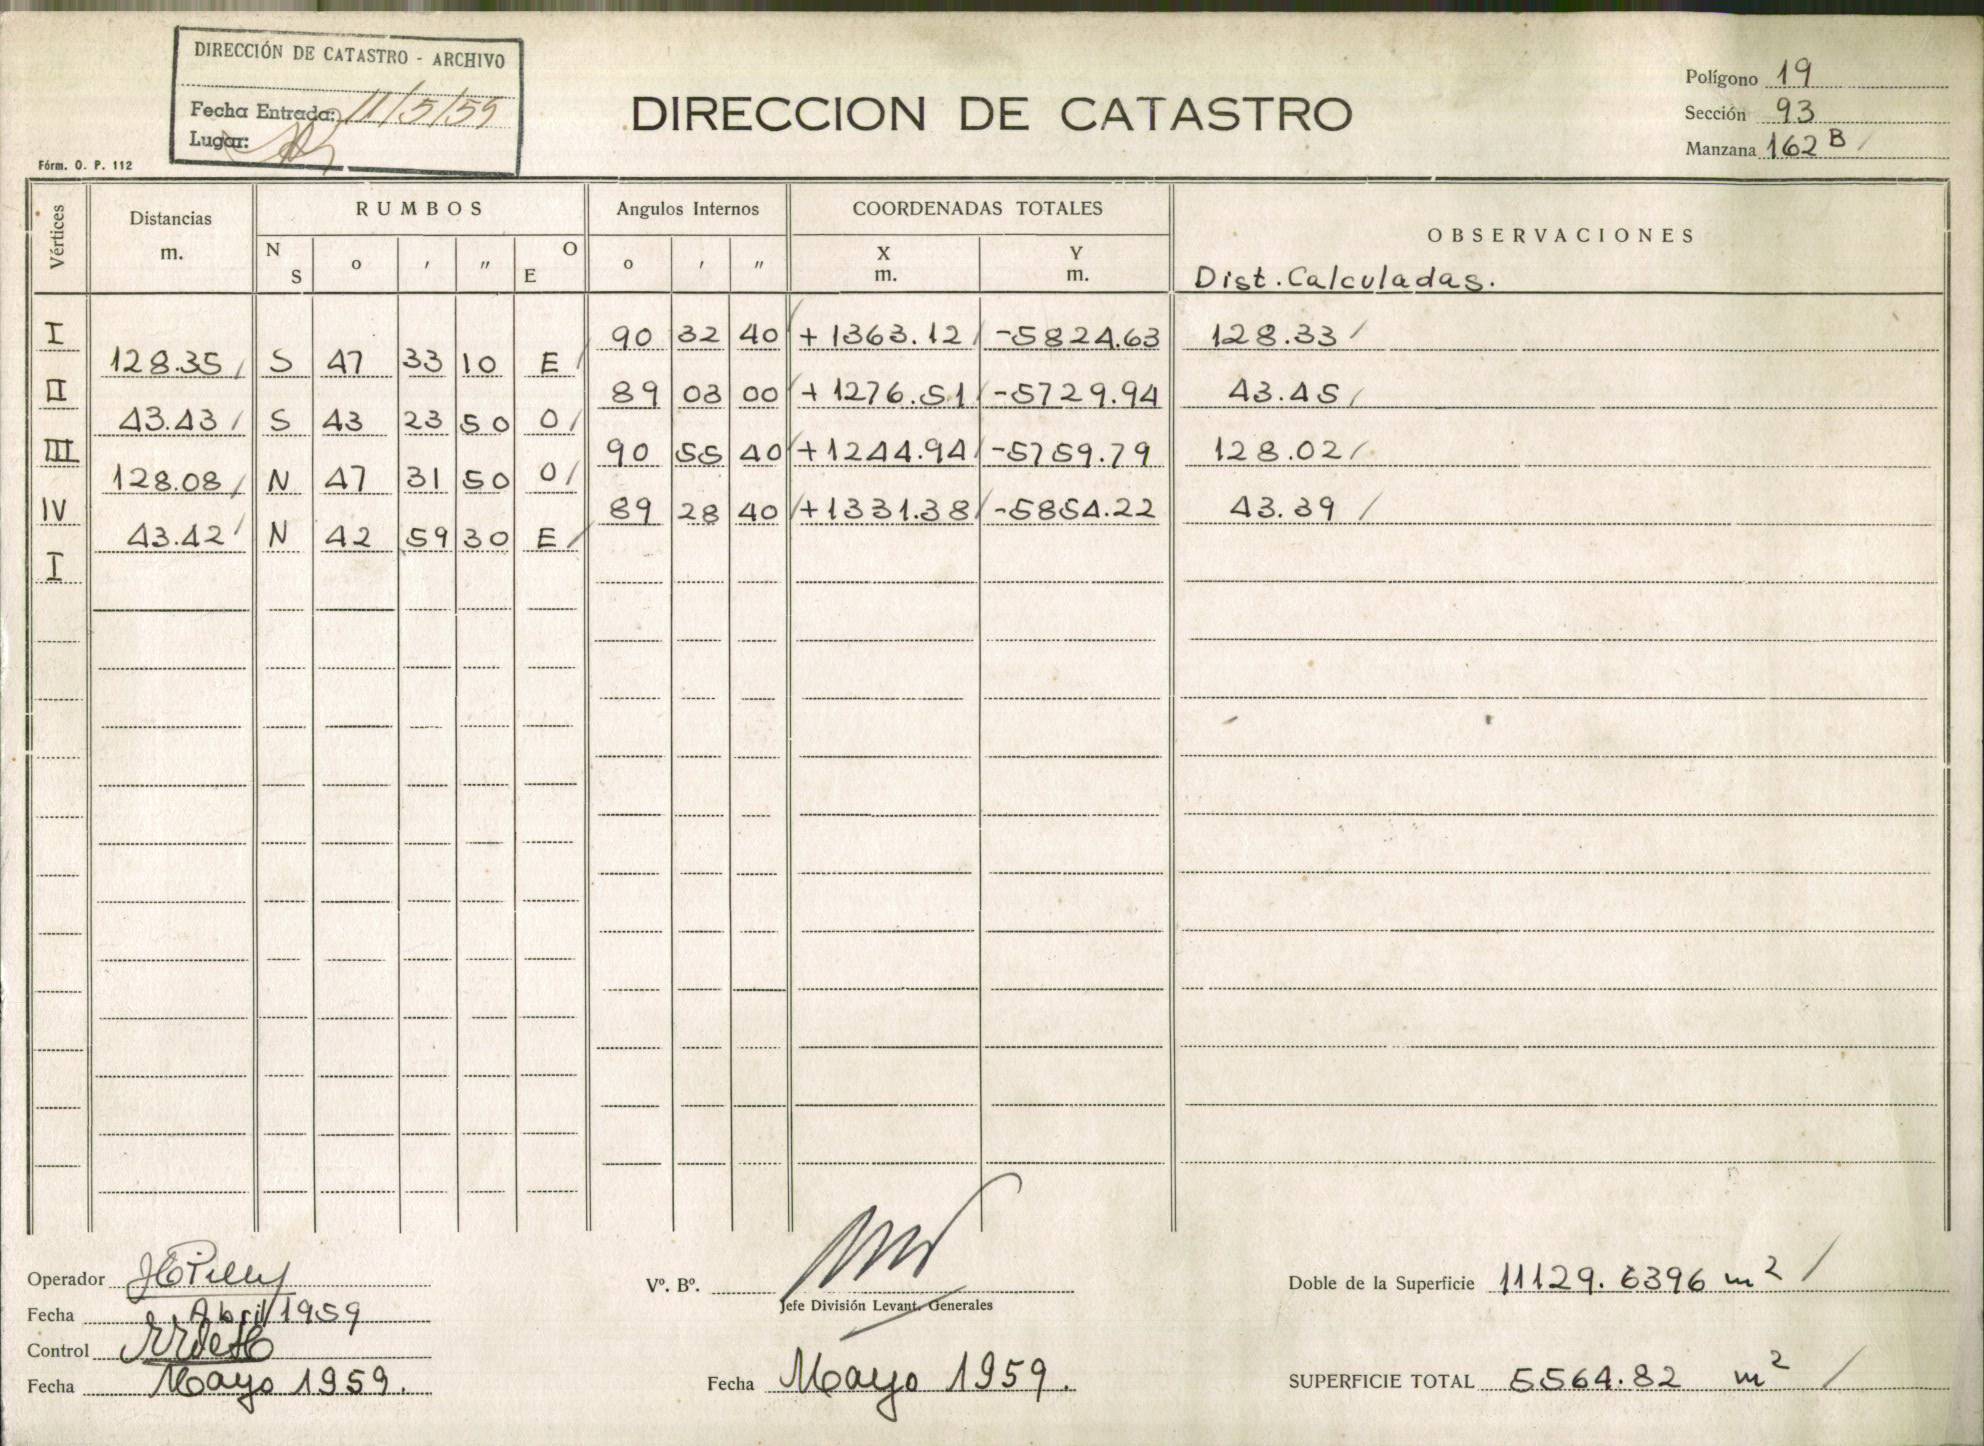 DIRECCIÓN DE CATASTRO - ARCHIVO
Fecha Entrada: 11/5/59
Lugar:
Fórm. O. P. 112
DIRECCION DE CATASTRO
Polígono 19
Sección 93
Manzana 162 B /
Vértices Distancias m. RUMBOS Angulos Internos COORDENADAS TOTALES OBSERVACIONES
N S o ' " E O o ' " X m. Y m. Dist. Calculadas.
I 90 32 40 + 1363.12 / -5824.63 128.33 /
128.35 / S 47 33 10 E /
II 89 03 00 + 1276.51 / -5729.94 43.45 /
43.43 / S 43 23 50 O /
III 90 55 40 + 1244.94 / -5759.79 128.02 /
128.08 / N 47 31 50 O /
IV 89 28 40 + 1331.38 / -5854.22 43.39 /
43.42 / N 42 59 30 E /
I
Operador
Fecha Abril 1959
Control
Fecha Mayo 1959.
Vº. Bº.
Jefe División Levant. Generales
Fecha Mayo 1959.
Doble de la Superficie 11129.6396 m2 /
SUPERFICIE TOTAL 5564.82 m2 /